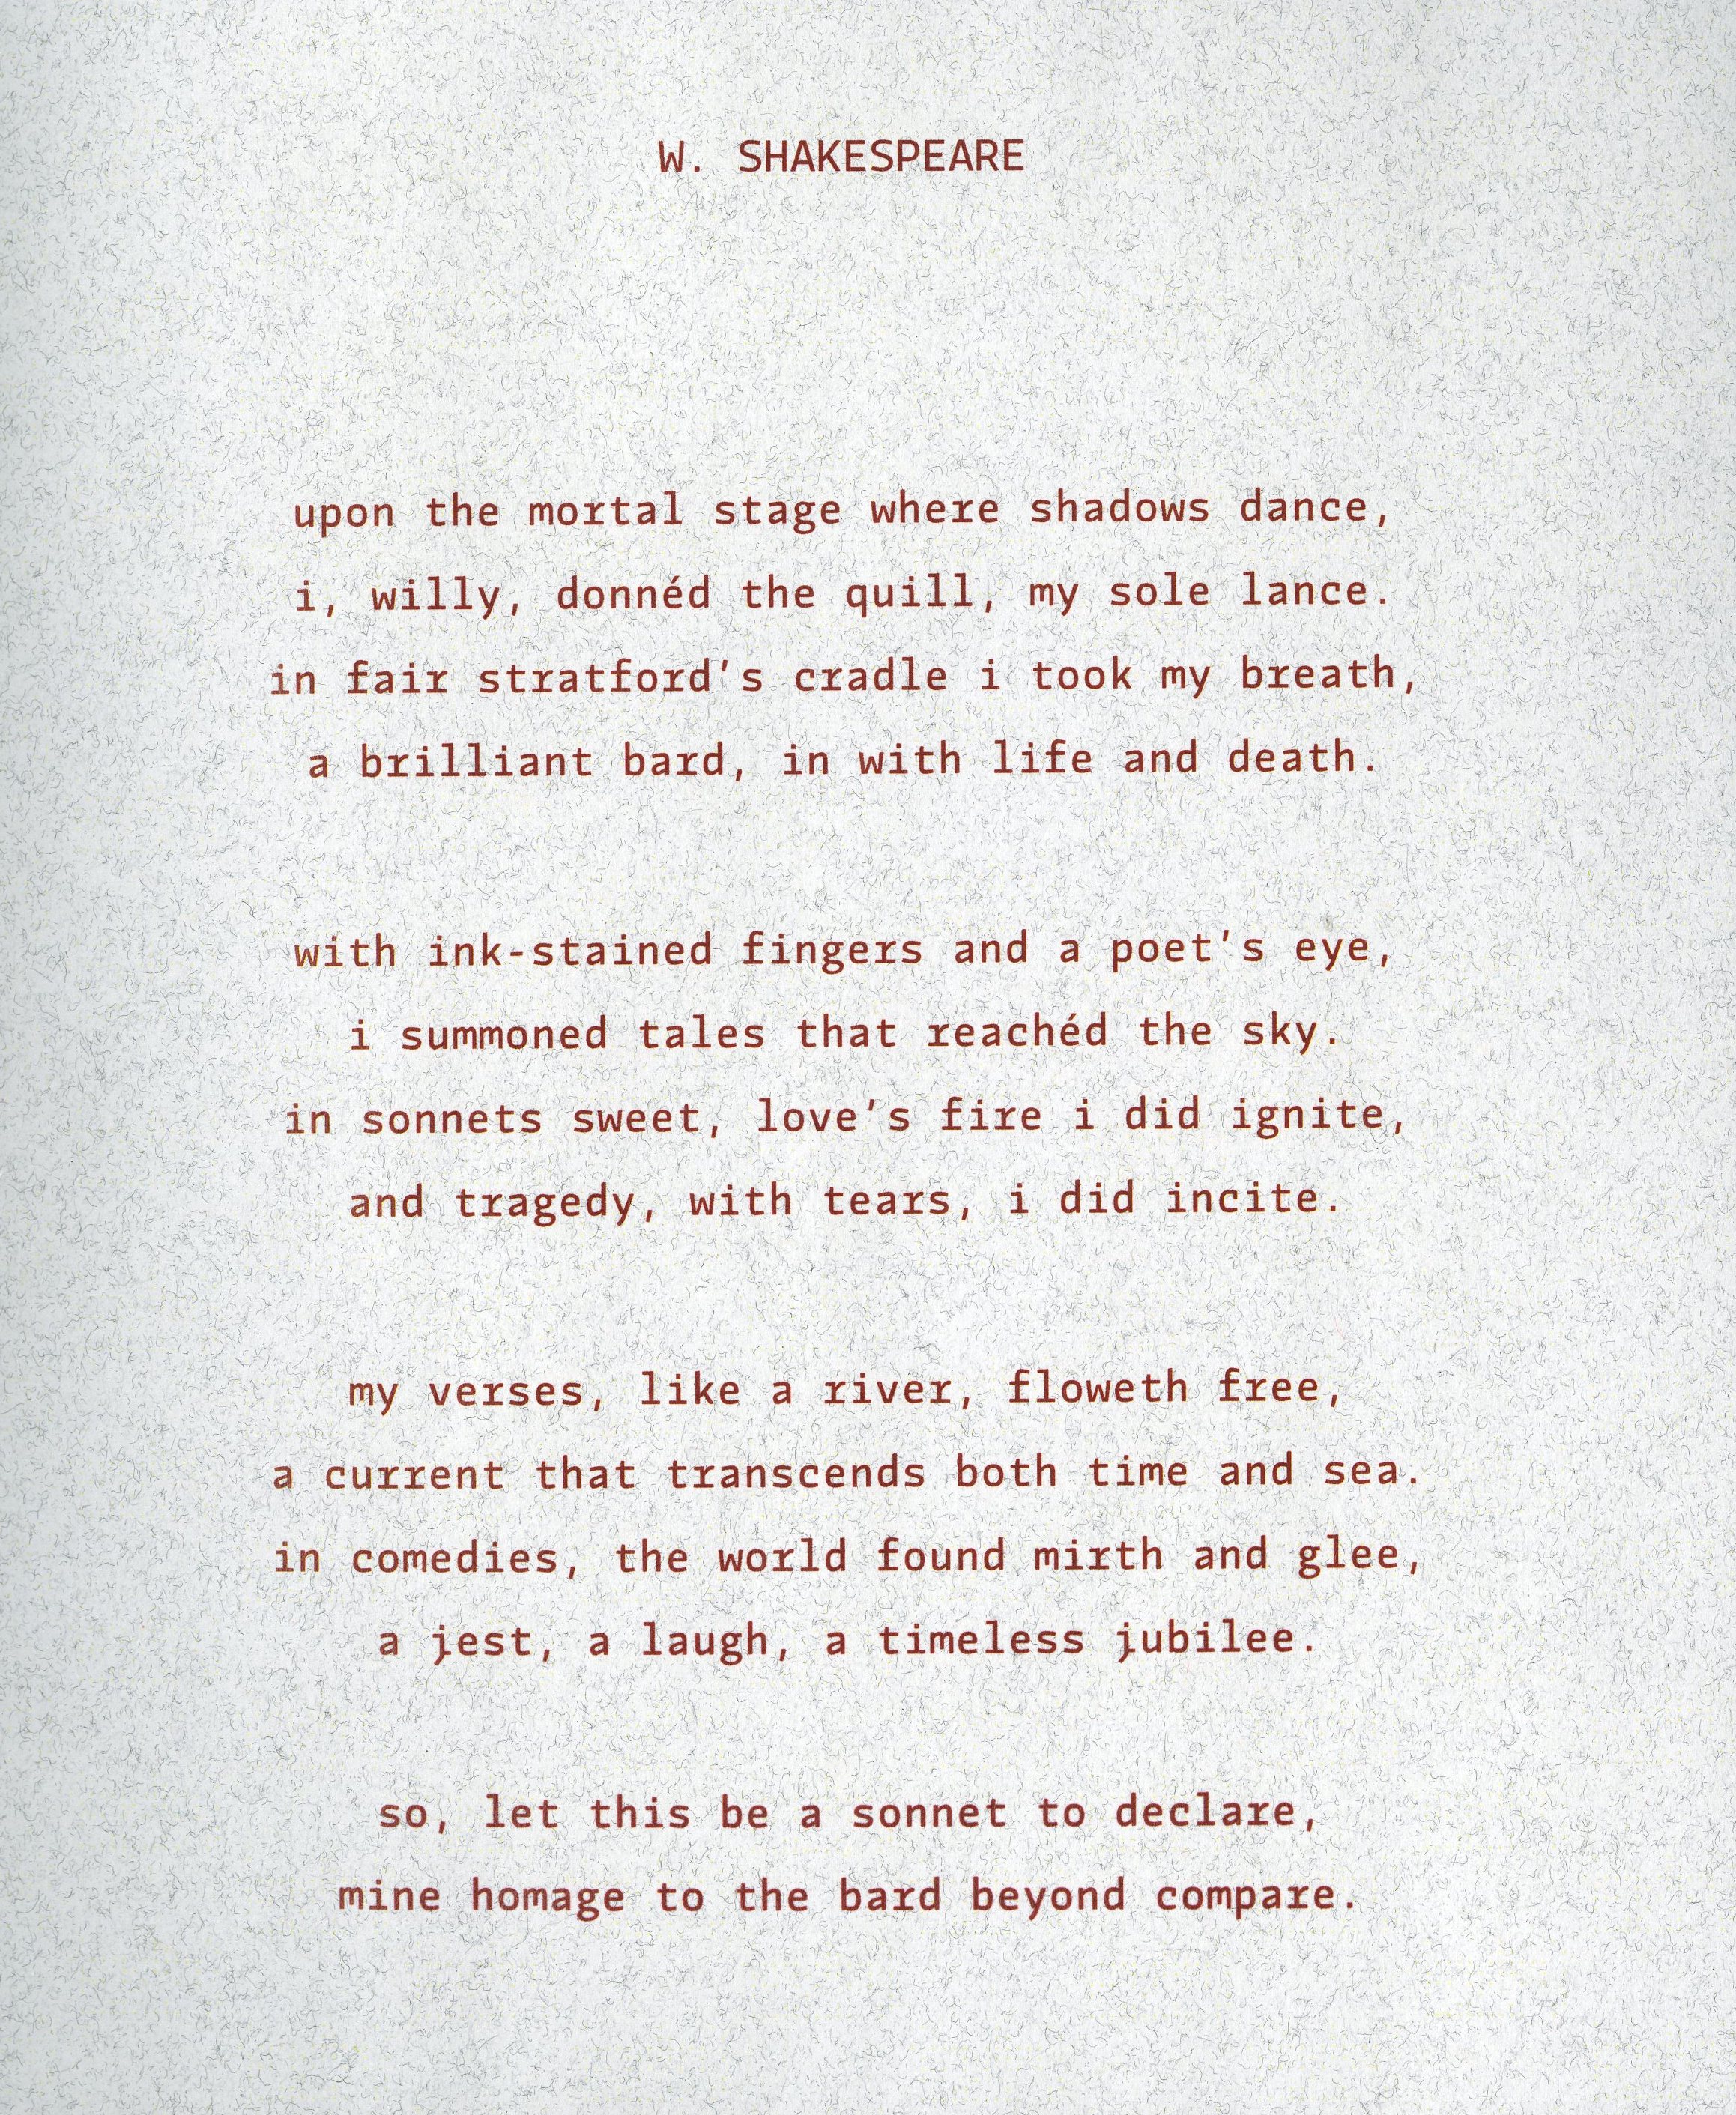 W. SHAKESPEARE
upon the mortal stage where shadows dance,
i, willy, donnéd the quill, my sole lance.
in fair stratford's cradle i took my breath,
a brilliant bard, in with life and death.
with ink-stained fingers and a poet's eye,
i summoned tales that reachéd the sky.
in sonnets sweet, love's fire i did ignite,
and tragedy, with tears, i did incite.
my verses, like a river, floweth free,
a current that transcends both time and sea.
in comedies, the world found mirth and glee,
a jest, a laugh, a timeless jubilee.
so, let this be a sonnet to declare,
mine homage to the bard beyond compare.